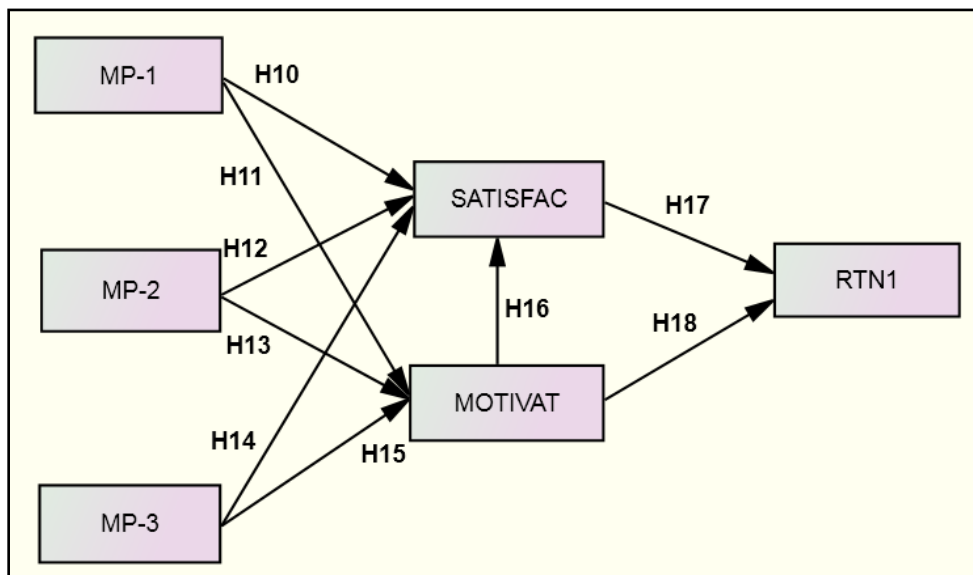 MP-1
H10
H11
SATISFAC
H17
H12
MP-2
RTN1
H16
H18
H13
MOTIVAT
H14
H15
MP-3